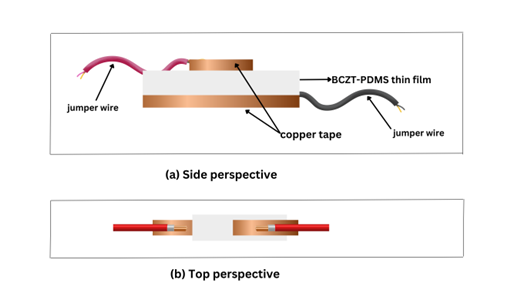 BCZT-PDMS thin film
jumper wire
copper tape
jumper wire
(a) Side perspective
(b) Top perspective